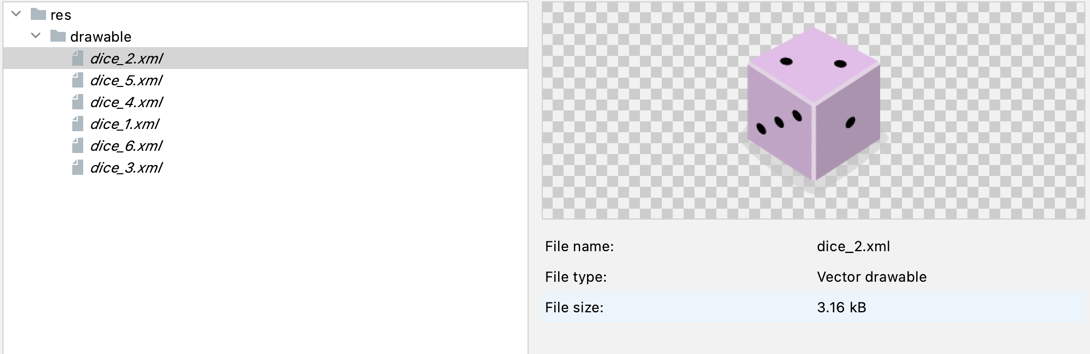 res
drawable
dice_2.xml
dice_5.xml
dice_4.xml
dice_1.xml
dice_6.xml
dice_3.xml
File name: dice_2.xml
File type: Vector drawable
File size: 3.16 kB